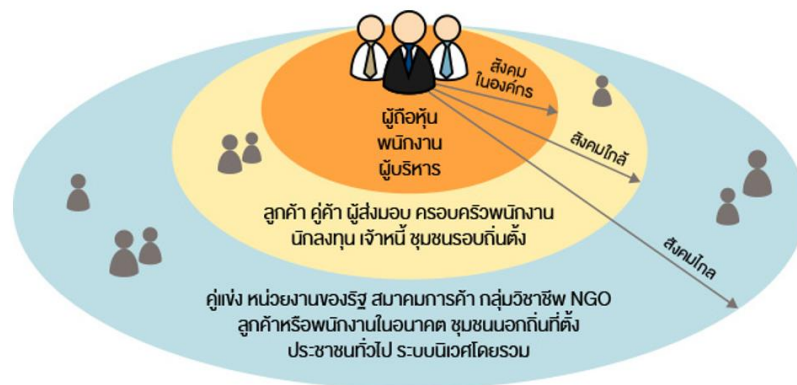 สังคม
ในองค์กร
ผู้ถือหุ้น
พนักงาน
ผู้บริหาร
สังคมใกล้
ลูกค้า คู่ค้า ผู้ส่งมอบ ครอบครัวพนักงาน
นักลงทุน เจ้าหนี้ ชุมชนรอบถิ่นตั้ง
สังคมไกล
คู่แข่ง หน่วยงานของรัฐ สมาคมการค้า กลุ่มวิชาชีพ NGO
ลูกค้าหรือพนักงานในอนาคต ชุมชนนอกถิ่นที่ตั้ง
ประชาชนทั่วไป ระบบนิเวศโดยรวม